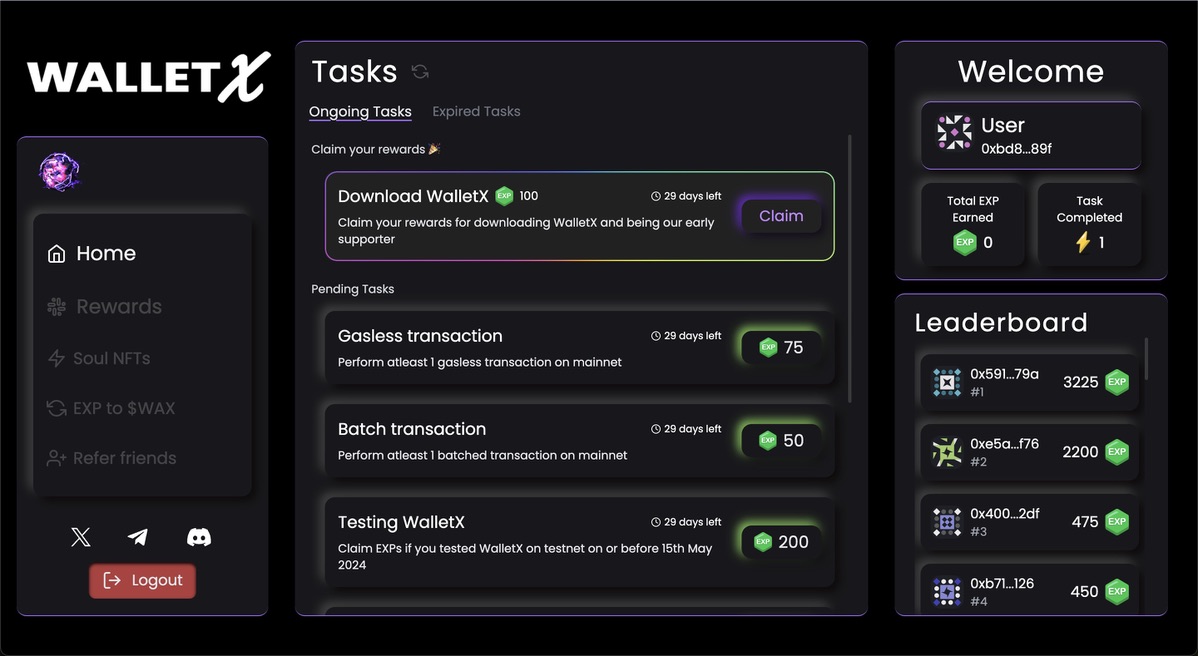 WALLETX
Home
Rewards
Soul NFTs
EXP to $WAX
Refer friends
Logout
Tasks
Ongoing Tasks
Expired Tasks
Claim your rewards 🎉
Download WalletX EXP 100
29 days left
Claim your rewards for downloading WalletX and being our early
supporter
Claim
Pending Tasks
Gasless transaction
29 days left
Perform atleast 1 gasless transaction on mainnet
EXP 75
Batch transaction
29 days left
Perform atleast 1 batched transaction on mainnet
EXP 50
Testing WalletX
29 days left
Claim EXPs if you tested WalletX on testnet on or before 15th May
2024
EXP 200
Welcome
User
0xbd8...89f
Total EXP
Earned
EXP 0
Task
Completed
⚡ 1
Leaderboard
0x591...79a
#1
3225 EXP
0xe5a...f76
#2
2200 EXP
0x400...2df
#3
475 EXP
0xb71...126
#4
450 EXP